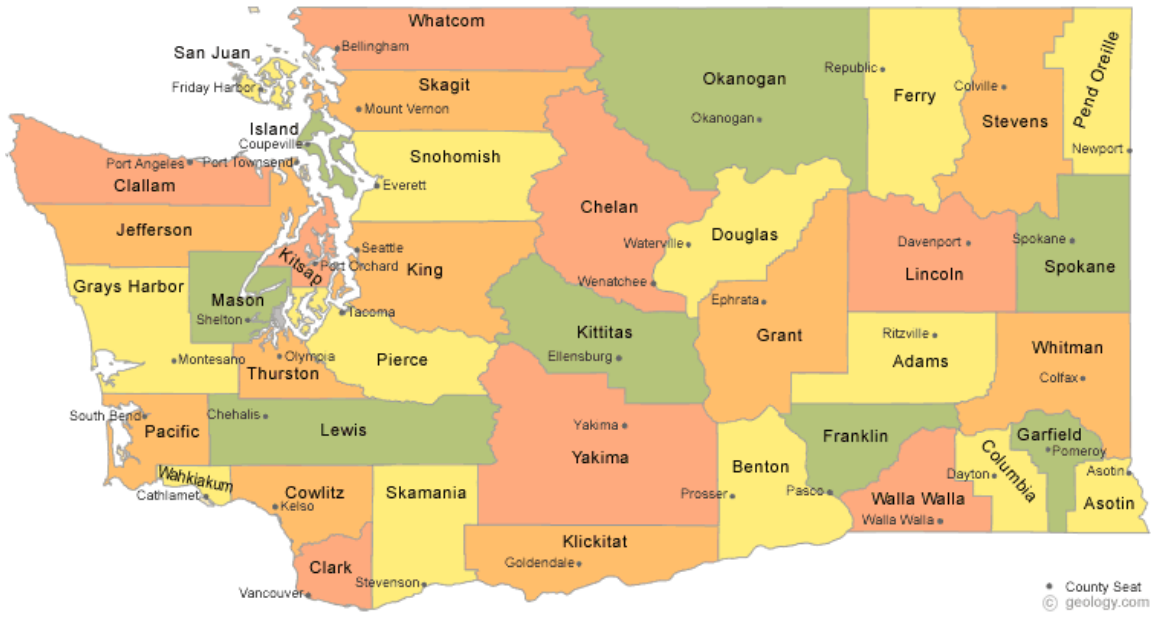 Whatcom
Bellingham
San Juan
Friday Harbor
Skagit
Mount Vernon
Okanogan
Okanogan
Republic
Ferry
Colville
Stevens
Pend Oreille
Newport
Island
Coupeville
Port Angeles
Port Townsend
Clallam
Snohomish
Everett
Jefferson
Chelan
Waterville
Wenatchee
Douglas
Davenport
Lincoln
Spokane
Spokane
Kitsap
Port Orchard
Seattle
King
Grays Harbor
Mason
Shelton
Tacoma
Ephrata
Grant
Kittitas
Ellensburg
Ritzville
Adams
Whitman
Colfax
Montesano
Olympia
Thurston
Pierce
South Bend
Pacific
Chehalis
Lewis
Yakima
Yakima
Franklin
Pasco
Benton
Prosser
Garfield
Pomeroy
Columbia
Dayton
Asotin
Asotin
Walla Walla
Walla Walla
Wahkiakum
Cathlamet
Cowlitz
Kelso
Skamania
Stevenson
Klickitat
Goldendale
Clark
Vancouver
County Seat
© geology.com